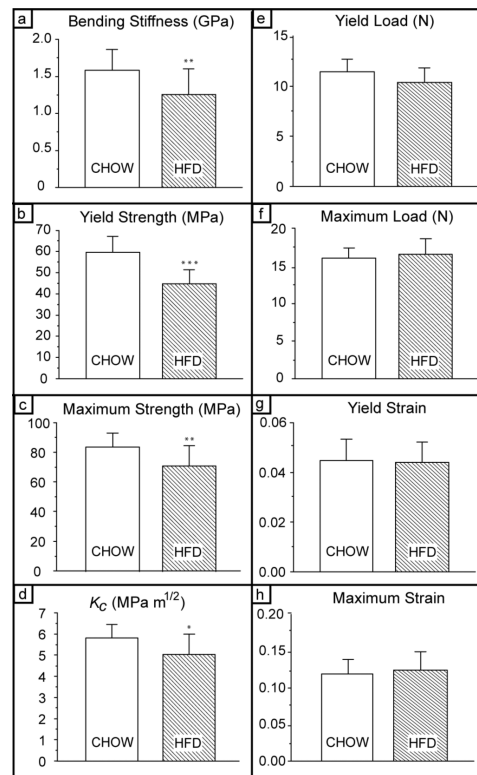 a
Bending Stiffness (GPa)
2.0
1.5
1.0
0.5
0
**
CHOW
HFD
b
Yield Strength (MPa)
70
60
50
40
30
20
10
0
***
CHOW
HFD
c
Maximum Strength (MPa)
100
80
60
40
20
0
**
CHOW
HFD
d
Kc (MPa m1/2)
7
6
5
4
3
2
1
0
*
CHOW
HFD
e
Yield Load (N)
15
10
5
0
CHOW
HFD
f
Maximum Load (N)
20
15
10
5
0
CHOW
HFD
g
Yield Strain
0.06
0.04
0.02
0.00
CHOW
HFD
h
Maximum Strain
0.20
0.15
0.10
0.05
0.00
CHOW
HFD